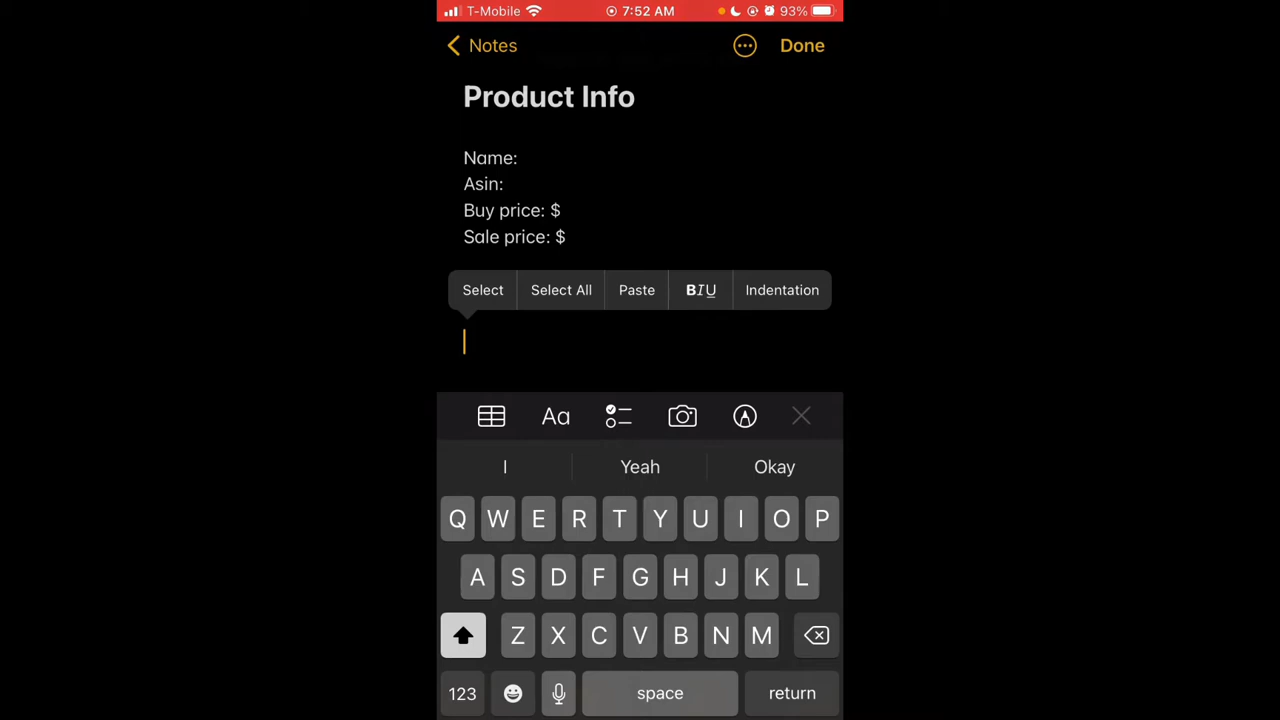 T-Mobile 7:52 AM 93%
Notes Done
Product Info
Name:
Asin:
Buy price: $
Sale price: $
Select Select All Paste BIU Indentation
Aa
I Yeah Okay
Q W E R T Y U I O P
A S D F G H J K L
Z X C V B N M
123 space return